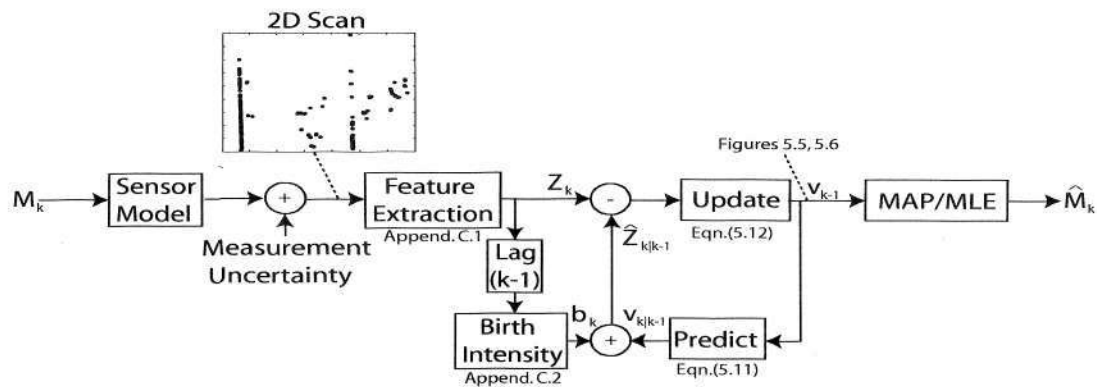 2D Scan
Figures 5.5, 5.6
M_k
Sensor
Model
+
Feature
Extraction
Append. C.1
Z_k
-
Update
Eqn.(5.12)
v_{k-1}
MAP/MLE
M̂_k
Measurement
Uncertainty
Ẑ_{k|k-1}
Lag
(k-1)
Birth
Intensity
Append. C.2
b_k
+
v_{k|k-1}
Predict
Eqn.(5.11)